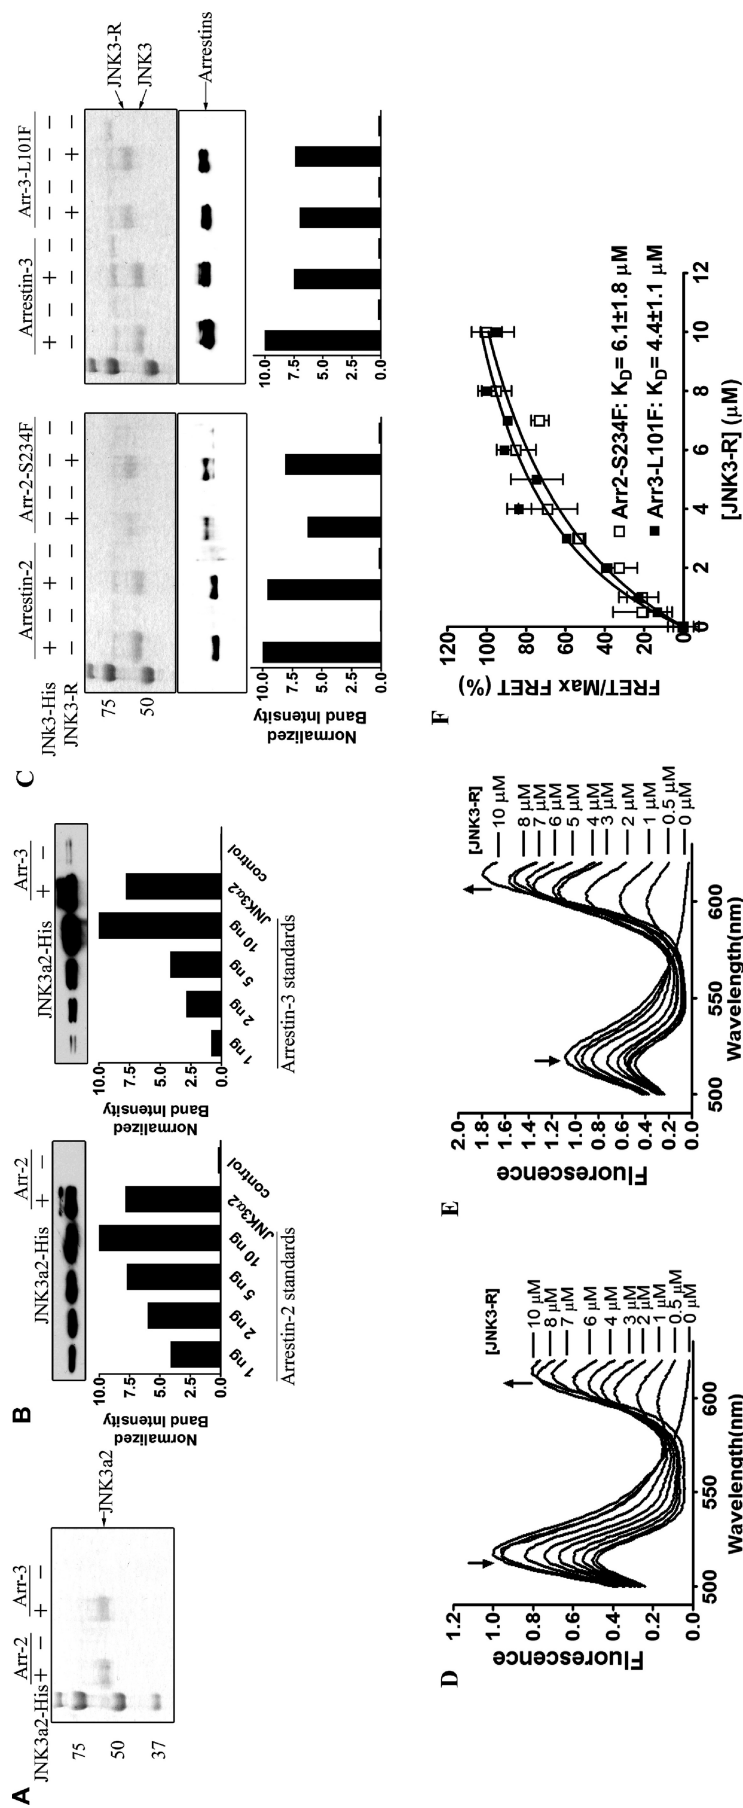 A
Arr-2 Arr-3
JNK3a2-His + − + −
75
50
37
JNK3a2
B
Arr-2
JNK3a2-His + −
Normalized
Band Intensity
10.0
7.5
5.0
2.5
0.0
1 ng 2 ng 5 ng 10 ng JNK3α2 control
Arrestin-2 standards
Arr-3
JNK3a2-His + −
Normalized
Band Intensity
10.0
7.5
5.0
2.5
0.0
1 ng 2 ng 5 ng 10 ng JNK3α2 control
Arrestin-3 standards
C
Arrestin-2 Arr-2-S234F Arrestin-3 Arr-3-L101F
JNk3-His + − + − − − − − + − + − − − − −
JNK3-R − − − − + − + − − − − − + − + −
75
50
JNK3-R
JNK3
Arrestins
Normalized
Band Intensity
10.0
7.5
5.0
2.5
0.0
10.0
7.5
5.0
2.5
0.0
D
Fluorescence
1.2
1.0
0.8
0.6
0.4
0.2
0.0
500 550 600
Wavelength(nm)
[JNK3-R]
10 µM
8 µM
7 µM
6 µM
4 µM
3 µM
2 µM
1 µM
0.5 µM
0 µM
E
Fluorescence
2.0
1.8
1.6
1.4
1.2
1.0
0.8
0.6
0.4
0.2
0.0
500 550 600
Wavelength(nm)
[JNK3-R]
10 µM
8 µM
7 µM
6 µM
5 µM
4 µM
3 µM
2 µM
1 µM
0.5 µM
0 µM
F
FRET/Max FRET (%)
120
100
80
60
40
20
0
0 2 4 6 8 10 12
[JNK3-R] (µM)
Arr2-S234F: KD= 6.1±1.8 µM
Arr3-L101F: KD= 4.4±1.1 µM